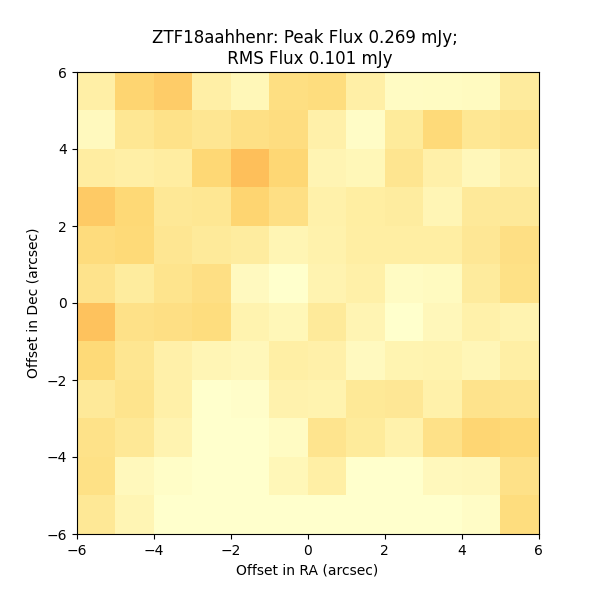 ZTF18aahhenr: Peak Flux 0.269 mJy;
RMS Flux 0.101 mJy
6
4
2
0
−2
−4
−6
Offset in Dec (arcsec)
−6 −4 −2 0 2 4 6
Offset in RA (arcsec)